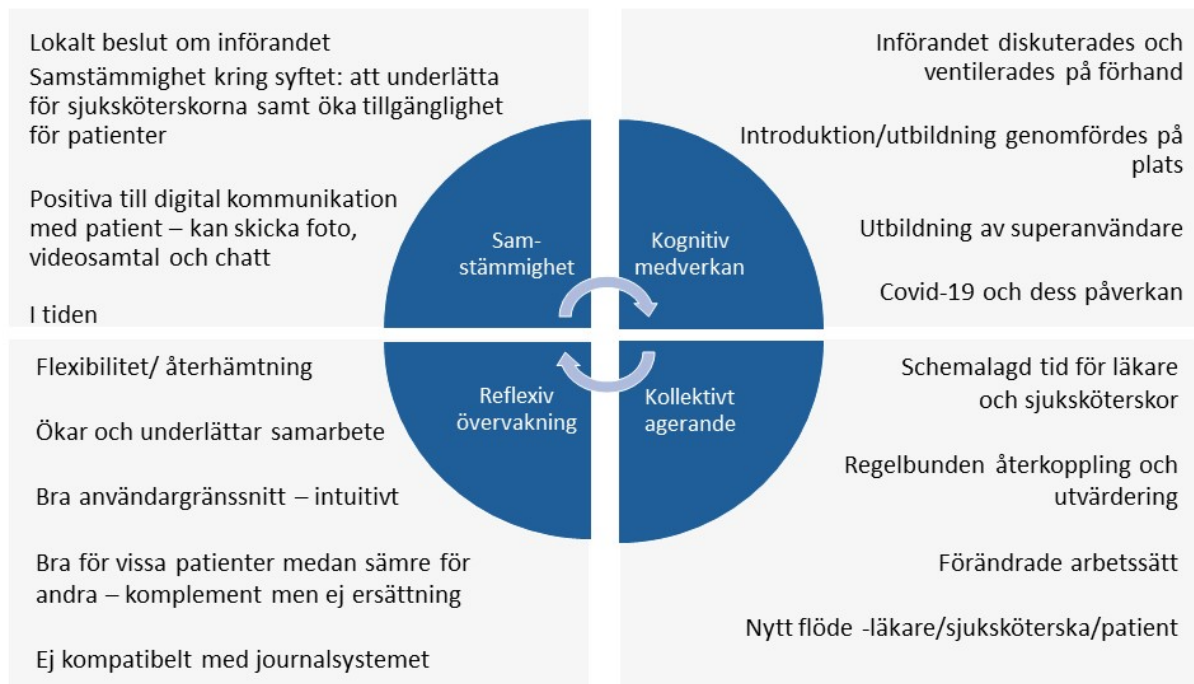 Lokalt beslut om införandet
Samstämmighet kring syftet: att underlätta
för sjuksköterskorna samt öka tillgänglighet
för patienter
Positiva till digital kommunikation
med patient – kan skicka foto,
videosamtal och chatt
I tiden
Införandet diskuterades och
ventilerades på förhand
Introduktion/utbildning genomfördes på
plats
Utbildning av superanvändare
Covid-19 och dess påverkan
Sam-
stämmighet
Kognitiv
medverkan
Reflexiv
övervakning
Kollektivt
agerande
Flexibilitet/ återhämtning
Ökar och underlättar samarbete
Bra användargränssnitt – intuitivt
Bra för vissa patienter medan sämre för
andra – komplement men ej ersättning
Ej kompatibelt med journalsystemet
Schemalagd tid för läkare
och sjuksköterskor
Regelbunden återkoppling och
utvärdering
Förändrade arbetssätt
Nytt flöde -läkare/sjuksköterska/patient